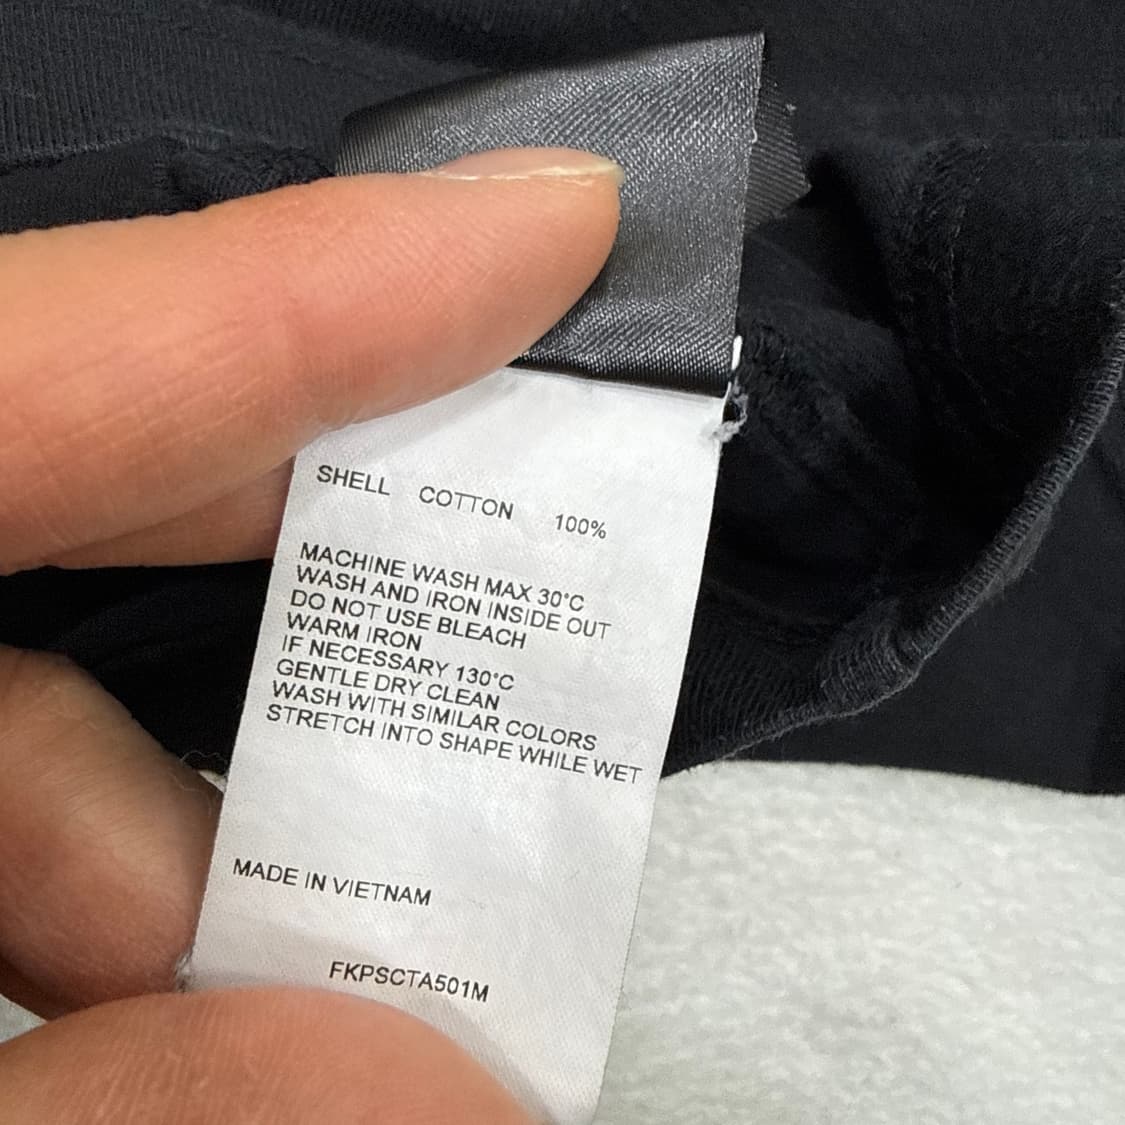 SHELL COTTON 100%
MACHINE WASH MAX 30°C
WASH AND IRON INSIDE OUT
DO NOT USE BLEACH
WARM IRON
IF NECESSARY 130°C
GENTLE DRY CLEAN
WASH WITH SIMILAR COLORS
STRETCH INTO SHAPE WHILE WET
MADE IN VIETNAM
FKPSCTA501M